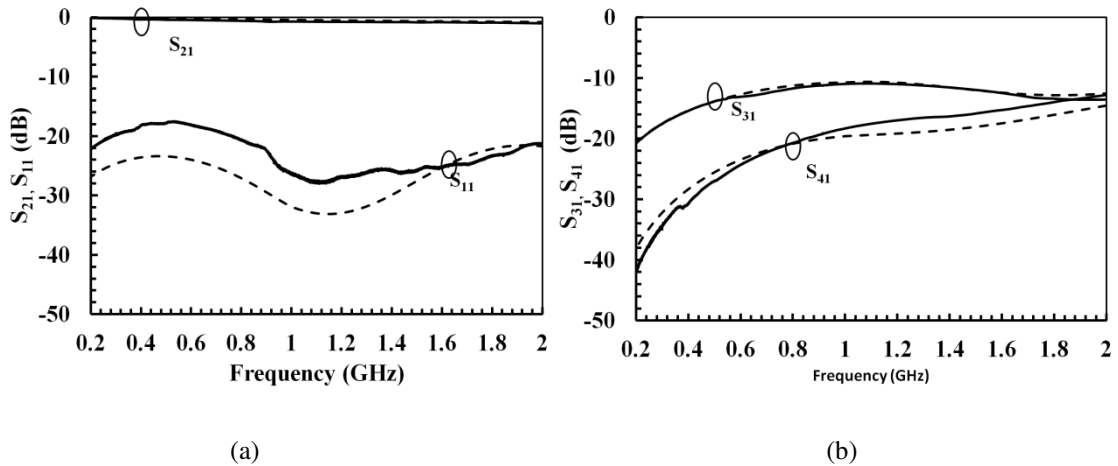 0
-10
-20
-30
-40
-50
S21, S11 (dB)
S21
S11
0.2 0.4 0.6 0.8 1 1.2 1.4 1.6 1.8 2
Frequency (GHz)
(a)
0
-10
-20
-30
-40
-50
S31, S41 (dB)
S31
S41
0.2 0.4 0.6 0.8 1 1.2 1.4 1.6 1.8 2
Frequency (GHz)
(b)